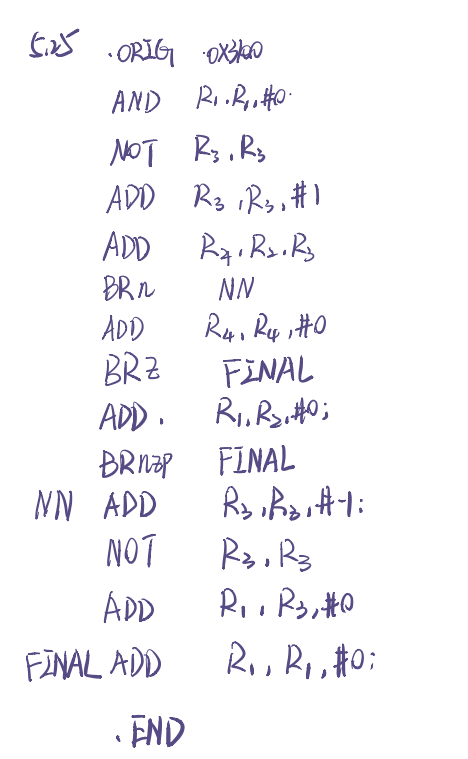 5.25 .ORIG 0X3000
AND R1.R1,#0
NOT R3,R3
ADD R3,R3,#1
ADD R4,R2.R3
BRn NN
ADD R4,R4,#0
BRZ FINAL
ADD. R1,R2,#0;
BRnzp FINAL
NN ADD R3,R3,#-1;
NOT R3,R3
ADD R1,R3,#0
FINAL ADD R1,R1,#0;
.END